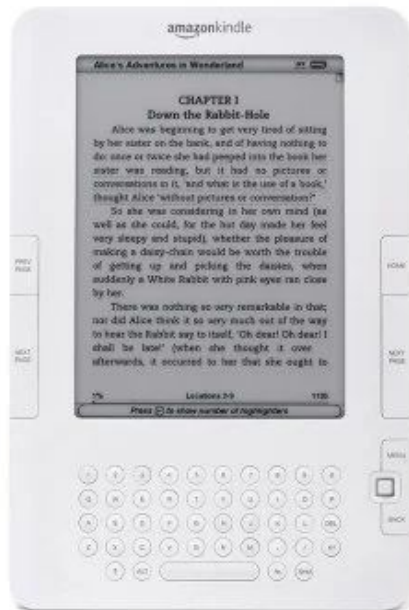 amazonkindle
Alice's Adventures in Wonderland
CHAPTER I
Down the Rabbit-Hole
Alice was beginning to get very tired of sitting
by her sister on the bank, and of having nothing to
do: once or twice she had peeped into the book her
sister was reading, but it had no pictures or
conversations in it, 'and what is the use of a book,'
thought Alice 'without pictures or conversation?'
So she was considering in her own mind (as
well as she could, for the hot day made her feel
very sleepy and stupid), whether the pleasure of
making a daisy-chain would be worth the trouble
of getting up and picking the daisies, when
suddenly a White Rabbit with pink eyes ran close
by her.
There was nothing so very remarkable in that;
nor did Alice think it so very much out of the way
to hear the Rabbit say to itself, 'Oh dear! Oh dear! I
shall be late!' (when she thought it over
afterwards, it occurred to her that she ought to
1% Locations 2-9
Press to show number of highlighters
PREV
PAGE
NEXT
PAGE
HOME
NEXT
PAGE
MENU
BACK
DEL